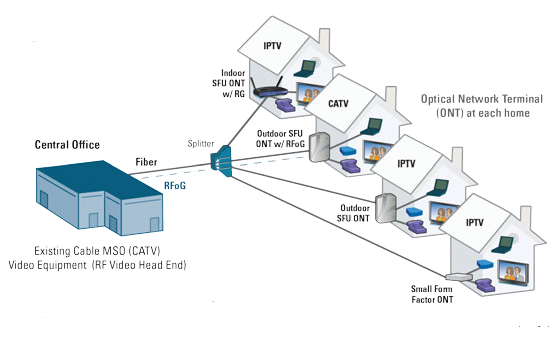 IPTV
Indoor
SFU ONT
w/ RG
CATV
Optical Network Terminal
(ONT) at each home
Central Office
Splitter
Outdoor SFU
ONT w/ RFoG
Fiber
RFoG
IPTV
Outdoor
SFU ONT
IPTV
Existing Cable MSO (CATV)
Video Equipment (RF Video Head End)
Small Form
Factor ONT